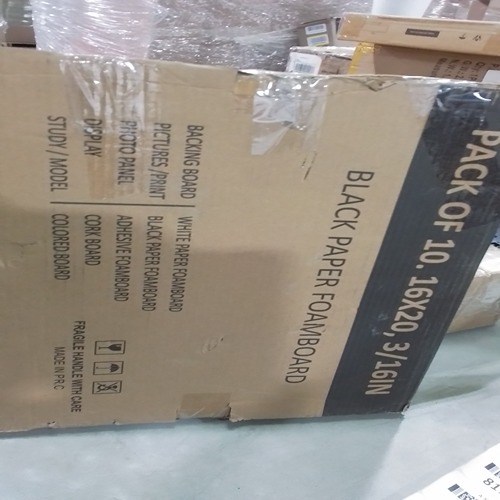 PACK OF 10. 16X20, 3/16IN
BLACK PAPER FOAMBOARD
BACKING BOARD
PICTURES /PRINT
PHOTO PANEL
DISPLAY
STUDY / MODEL
WHITE PAPER FOAMBOARD
BLACK PAPER FOAMBOARD
ADHESIVE FOAMBOARD
CORK BOARD
COLORED BOARD
FRAGILE HANDLE WITH CARE
MADE IN P.R.C